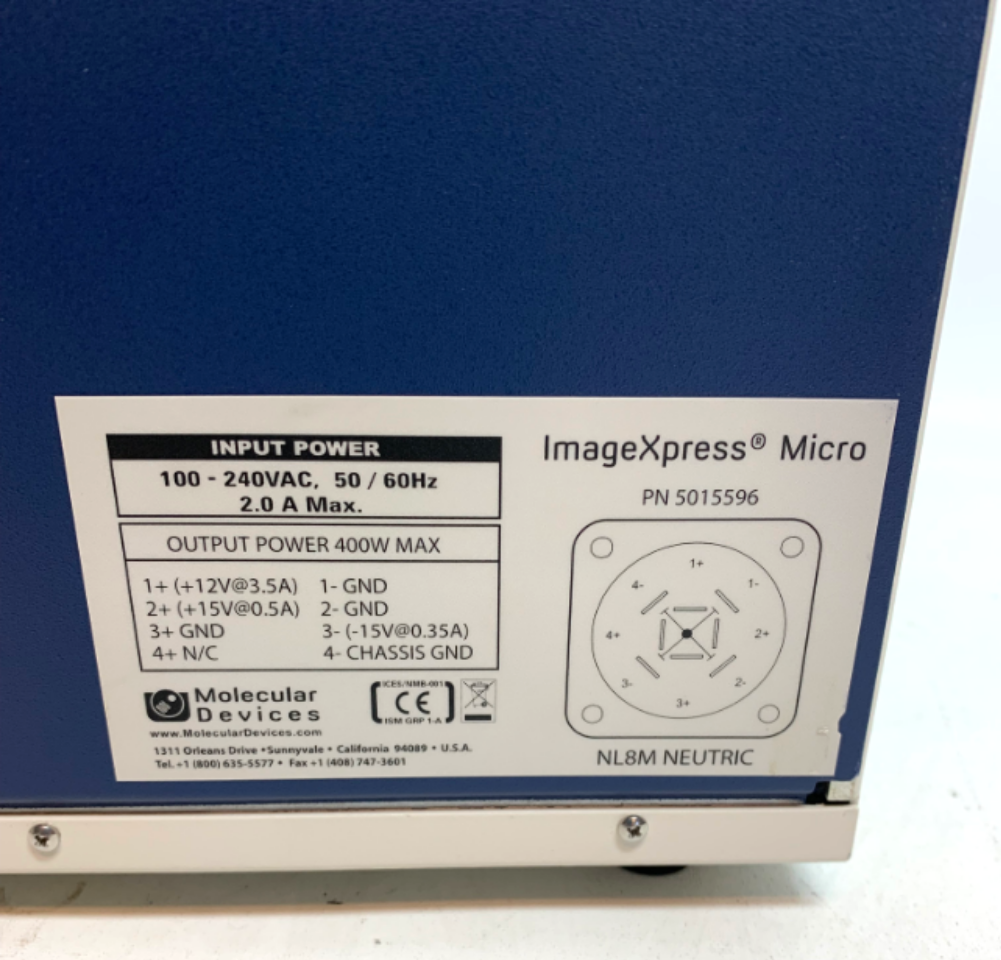 INPUT POWER
100 - 240VAC, 50 / 60Hz
2.0 A Max.
OUTPUT POWER 400W MAX
1+ (+12V@3.5A) 1- GND
2+ (+15V@0.5A) 2- GND
3+ GND 3- (-15V@0.35A)
4+ N/C 4- CHASSIS GND
Molecular
Devices
www.MolecularDevices.com
ICES/NMB-001
CE
ISM GRP 1-A
1311 Orleans Drive • Sunnyvale • California 94089 • U.S.A.
Tel. +1 (800) 635-5577 • Fax +1 (408) 747-3601
ImageXpress® Micro
PN 5015596
1+
4- 1-
4+ 2+
3- 2-
3+
NL8M NEUTRIC